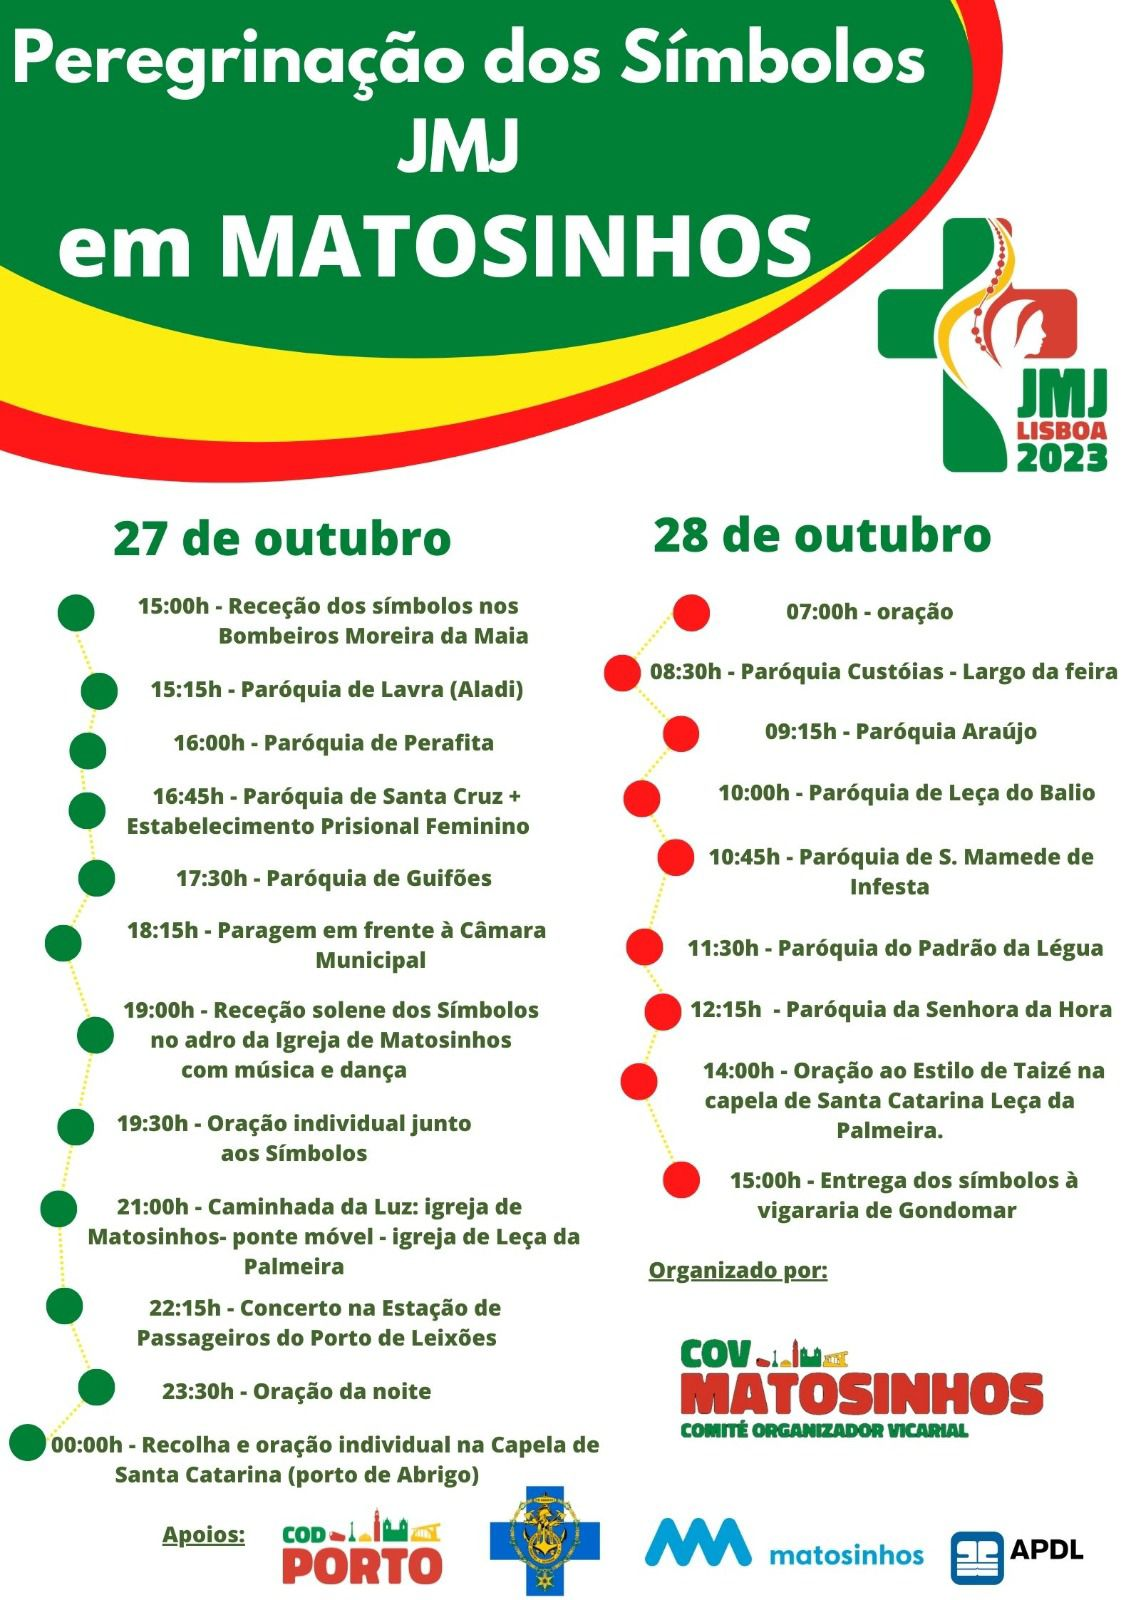 Peregrinação dos Símbolos
JMJ
em MATOSINHOS
JMJ
LISBOA
2023
27 de outubro
15:00h - Receção dos símbolos nos
Bombeiros Moreira da Maia
15:15h - Paróquia de Lavra (Aladi)
16:00h - Paróquia de Perafita
16:45h - Paróquia de Santa Cruz +
Estabelecimento Prisional Feminino
17:30h - Paróquia de Guifões
18:15h - Paragem em frente à Câmara
Municipal
19:00h - Receção solene dos Símbolos
no adro da Igreja de Matosinhos
com música e dança
19:30h - Oração individual junto
aos Símbolos
21:00h - Caminhada da Luz: igreja de
Matosinhos- ponte móvel - igreja de Leça da
Palmeira
22:15h - Concerto na Estação de
Passageiros do Porto de Leixões
23:30h - Oração da noite
00:00h - Recolha e oração individual na Capela de
Santa Catarina (porto de Abrigo)
28 de outubro
07:00h - oração
08:30h - Paróquia Custóias - Largo da feira
09:15h - Paróquia Araújo
10:00h - Paróquia de Leça do Balio
10:45h - Paróquia de S. Mamede de
Infesta
11:30h - Paróquia do Padrão da Légua
12:15h  - Paróquia da Senhora da Hora
14:00h - Oração ao Estilo de Taizé na
capela de Santa Catarina Leça da
Palmeira.
15:00h - Entrega dos símbolos à
vigararia de Gondomar
Organizado por:
COV
MATOSINHOS
COMITÉ ORGANIZADOR VICARIAL
Apoios:
COD
PORTO
matosinhos
APDL